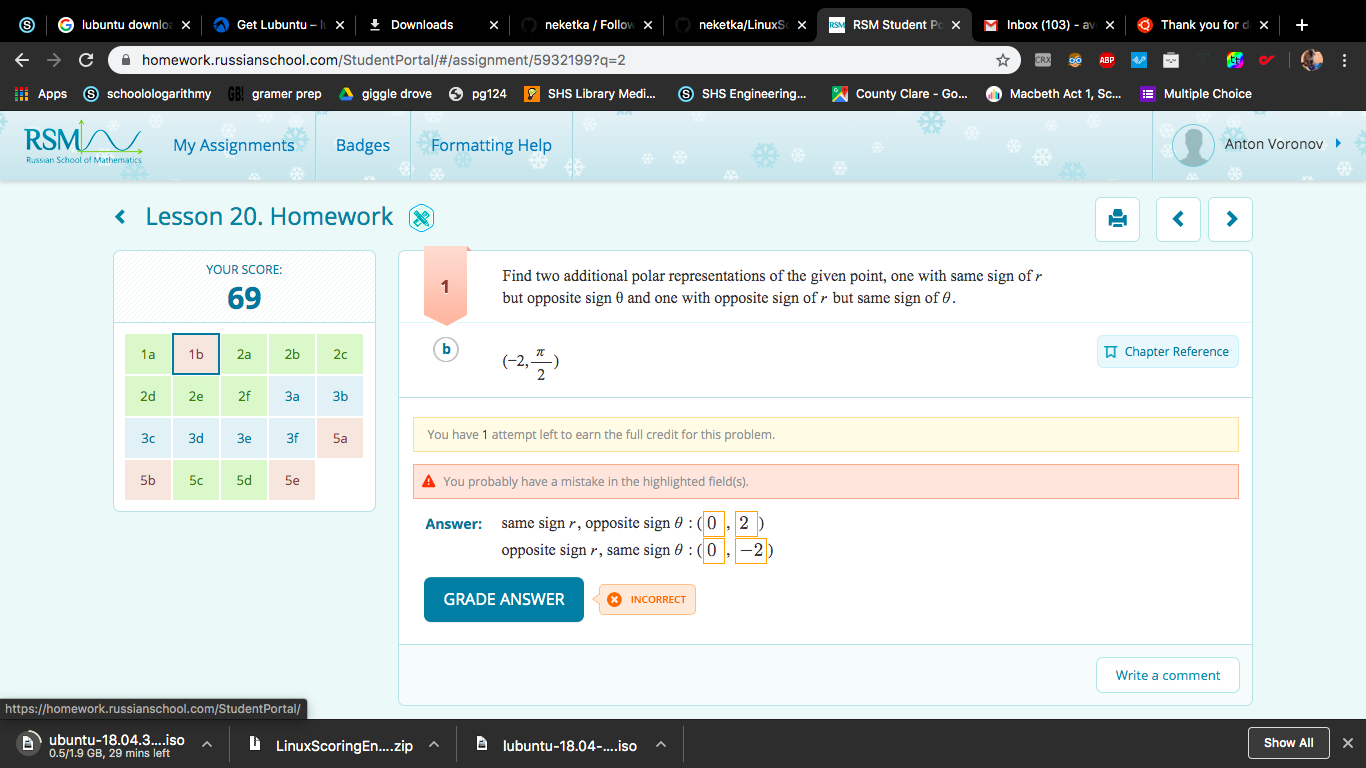 lubuntu downlo
Get Lubuntu – l
Downloads
neketka / Follow
neketka/LinuxSc
RSM Student Po
Inbox (103) - av
Thank you for d
homework.russianschool.com/StudentPortal/#/assignment/5932199?q=2
CRX
ABP
Apps
schoolologarithmy
GB!
gramer prep
giggle drove
pg124
SHS Library Medi...
SHS Engineering...
County Clare - Go...
Macbeth Act 1, Sc...
Multiple Choice
RSM
Russian School of Mathematics
My Assignments
Badges
Formatting Help
Anton Voronov
Lesson 20. Homework
YOUR SCORE:
69
1a 1b 2a 2b 2c
2d 2e 2f 3a 3b
3c 3d 3e 3f 5a
5b 5c 5d 5e
1
Find two additional polar representations of the given point, one with same sign of r
but opposite sign θ and one with opposite sign of r but same sign of θ.
b
(−2, π/2)
Chapter Reference
You have 1 attempt left to earn the full credit for this problem.
You probably have a mistake in the highlighted field(s).
Answer: same sign r, opposite sign θ : (0, 2)
opposite sign r, same sign θ : (0, −2)
GRADE ANSWER
INCORRECT
Write a comment
https://homework.russianschool.com/StudentPortal/
ubuntu-18.04.3....iso
0.5/1.9 GB, 29 mins left
LinuxScoringEn....zip
lubuntu-18.04-....iso
Show All